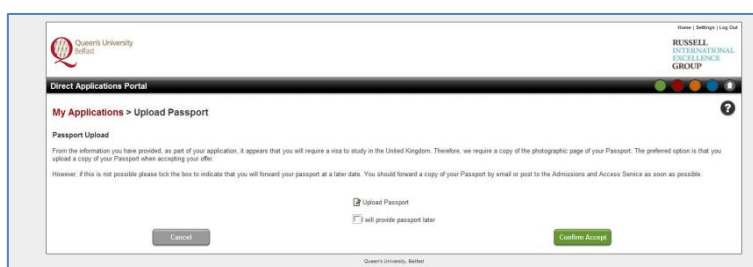 Home | Settings | Log Out
Queen's University
Belfast
RUSSELL
INTERNATIONAL
EXCELLENCE
GROUP
Direct Applications Portal
My Applications > Upload Passport
?
Passport Upload
From the information you have provided, as part of your application, it appears that you will require a visa to study in the United Kingdom. Therefore, we require a copy of the photographic page of your Passport. The preferred option is that you
upload a copy of your Passport when accepting your offer.
However, if this is not possible please tick the box to indicate that you will forward your passport at a later date. You should forward a copy of your Passport by email or post to the Admissions and Access Service as soon as possible.
Upload Passport
I will provide passport later
Cancel
Confirm Accept
Queen's University, Belfast